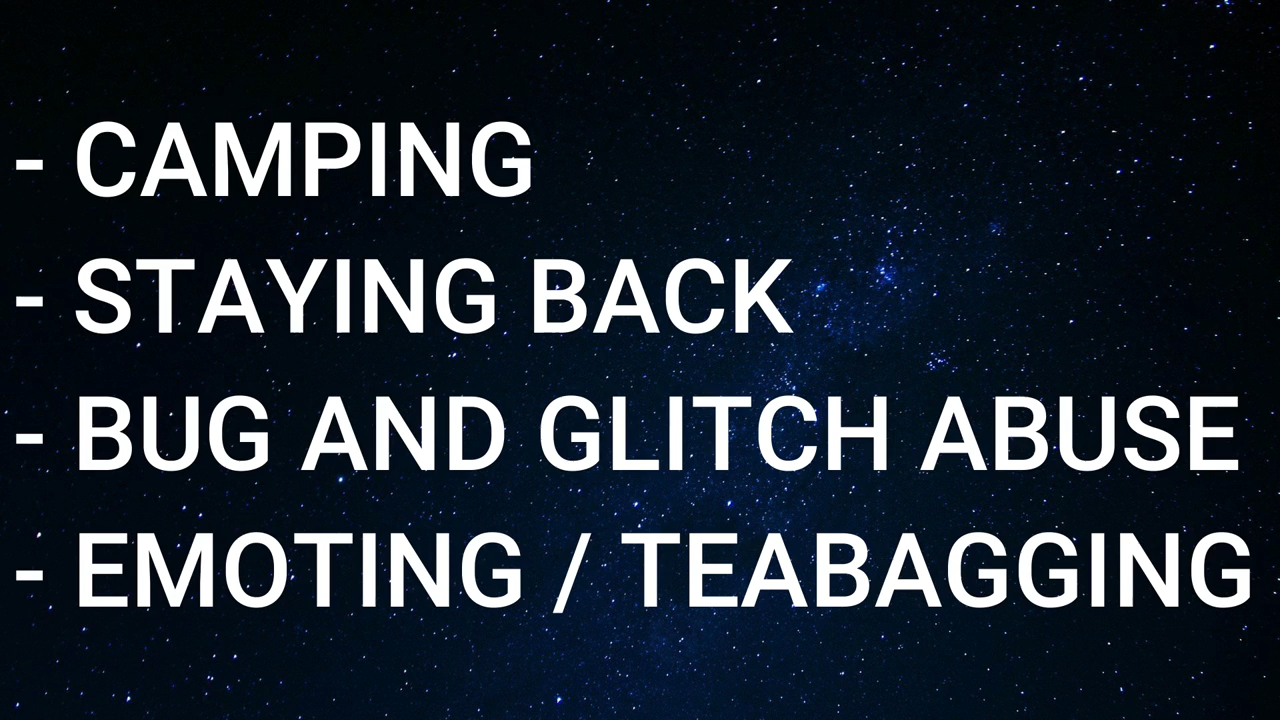 - CAMPING
- STAYING BACK
- BUG AND GLITCH ABUSE
- EMOTING / TEABAGGING